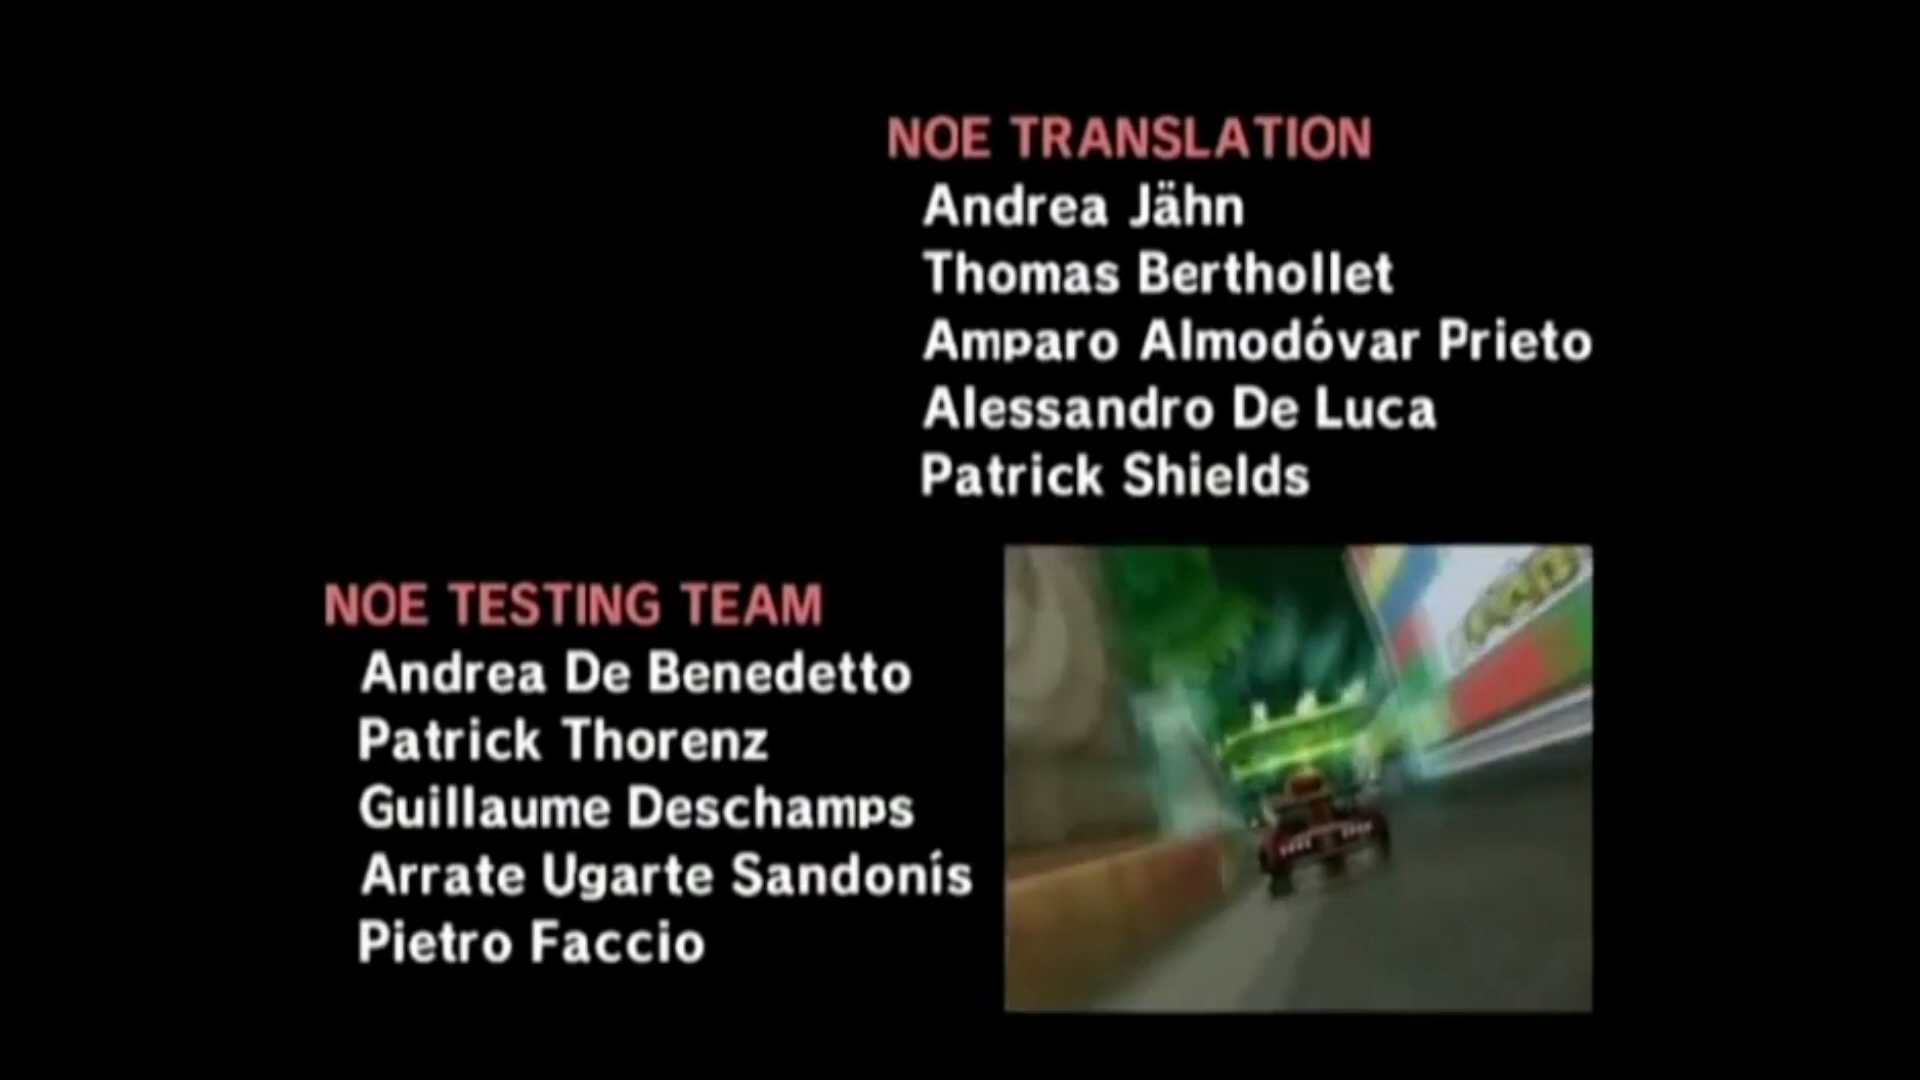 NOE TRANSLATION
Andrea Jähn
Thomas Berthollet
Amparo Almodóvar Prieto
Alessandro De Luca
Patrick Shields
NOE TESTING TEAM
Andrea De Benedetto
Patrick Thorenz
Guillaume Deschamps
Arrate Ugarte Sandonís
Pietro Faccio